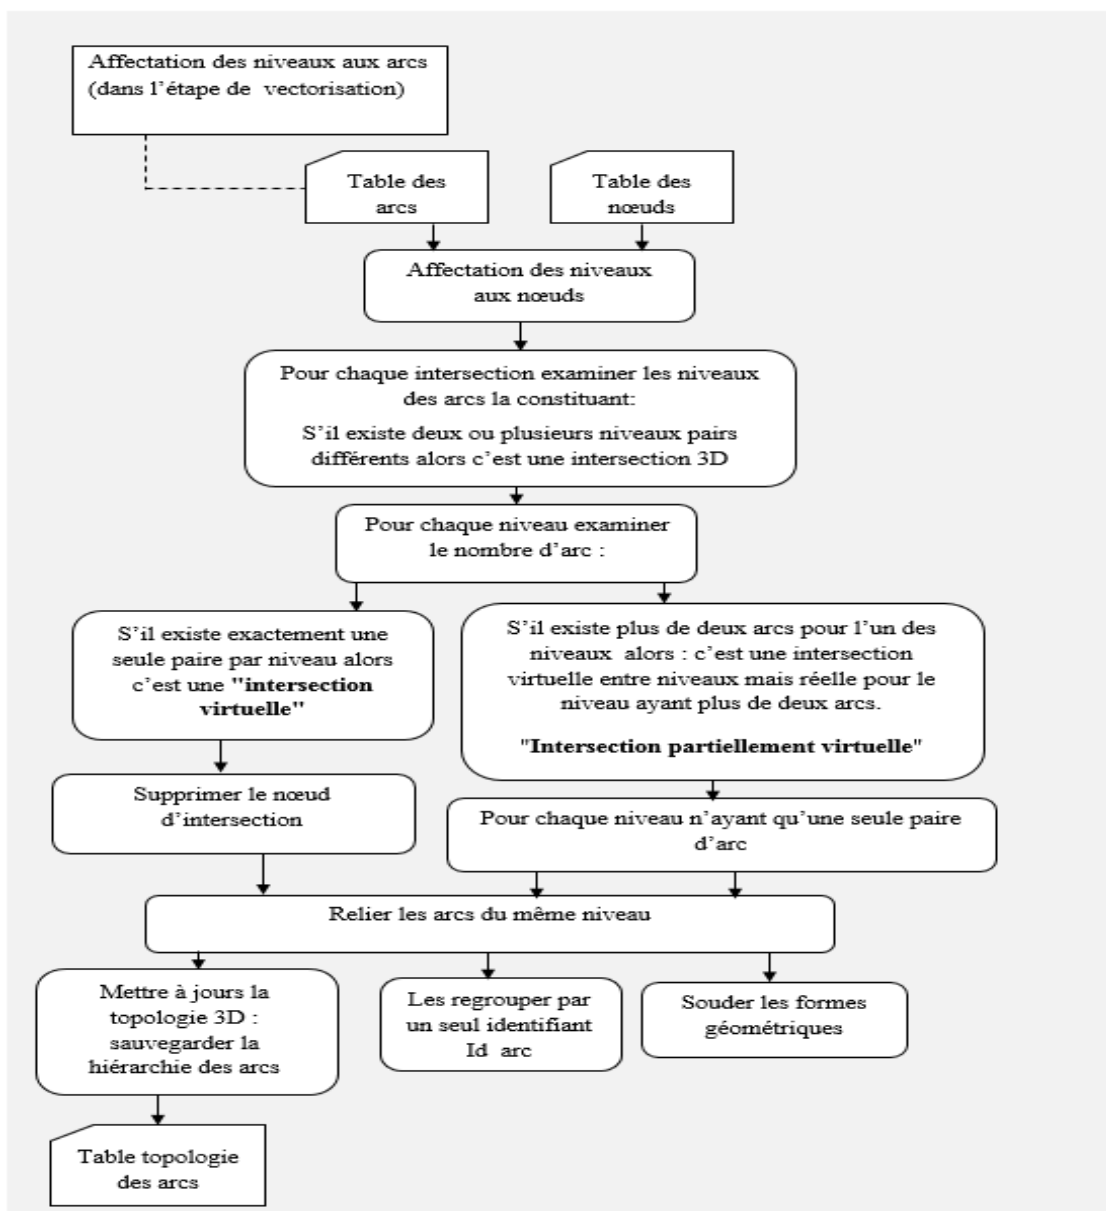 Affectation des niveaux aux arcs
(dans l'étape de vectorisation)
Table des
arcs
Table des
nœuds
Affectation des niveaux
aux nœuds
Pour chaque intersection examiner les niveaux
des arcs la constituant:
S'il existe deux ou plusieurs niveaux pairs
différents alors c'est une intersection 3D
Pour chaque niveau examiner
le nombre d'arc :
S'il existe exactement une
seule paire par niveau alors
c'est une "intersection
virtuelle"
S'il existe plus de deux arcs pour l'un des
niveaux alors : c'est une intersection
virtuelle entre niveaux mais réelle pour le
niveau ayant plus de deux arcs.
"Intersection partiellement virtuelle"
Supprimer le nœud
d'intersection
Pour chaque niveau n'ayant qu'une seule paire
d'arc
Relier les arcs du même niveau
Mettre à jours la
topologie 3D :
sauvegarder la
hiérarchie des arcs
Les regrouper par
un seul identifiant
Id arc
Souder les formes
géométriques
Table topologie
des arcs